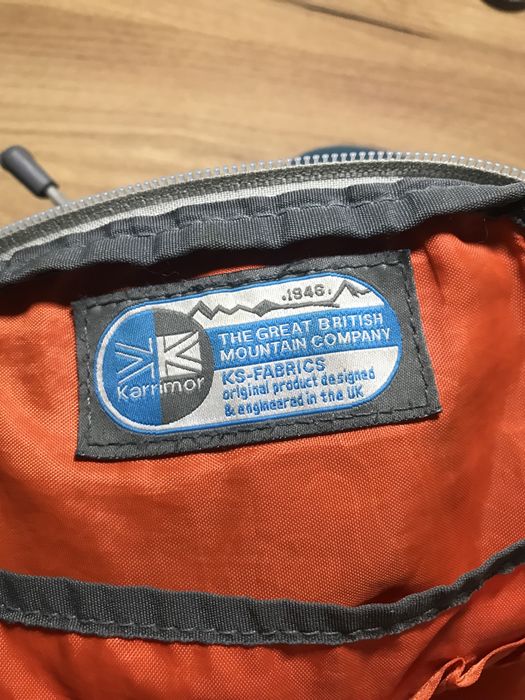 ·1946·
THE GREAT BRITISH
MOUNTAIN COMPANY
Karrimor
KS-FABRICS
original product designed
& engineered in the UK